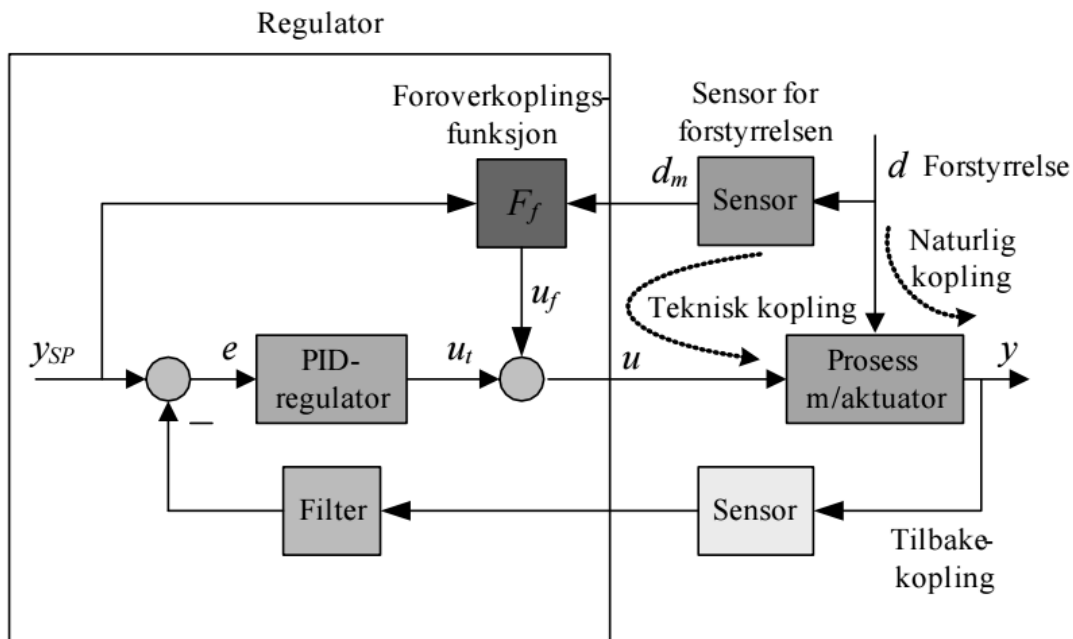 Regulator
Foroverkoplings-
funksjon
Sensor for
forstyrrelsen
d_m
Sensor
d Forstyrrelse
F_f
Naturlig
kopling
u_f
Teknisk kopling
y_SP
e
PID-
regulator
u_t
u
Prosess
m/aktuator
y
–
Filter
Sensor
Tilbake-
kopling